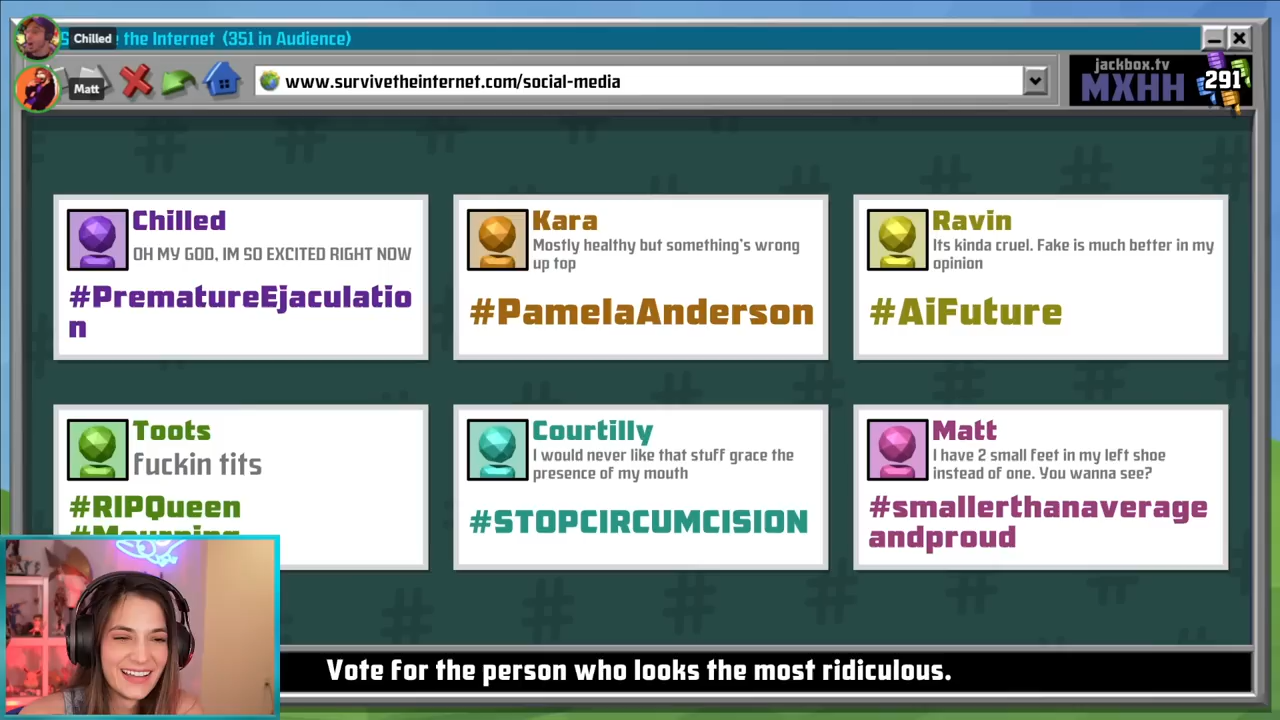 Chilled
the Internet (351 in Audience)
Matt
www.survivetheinternet.com/social-media
jackbox.tv
MXHH
291
Chilled
OH MY GOD, IM SO EXCITED RIGHT NOW
#PrematureEjaculatio
n
Kara
Mostly healthy but something's wrong
up top
#PamelaAnderson
Ravin
Its kinda cruel. Fake is much better in my
opinion
#AiFuture
Toots
fuckin tits
#RIPQueen
#Mourning
Courtilly
I would never like that stuff grace the
presence of my mouth
#STOPCIRCUMCISION
Matt
I have 2 small feet in my left shoe
instead of one. You wanna see?
#smallerthanaverage
andproud
Vote for the person who looks the most ridiculous.